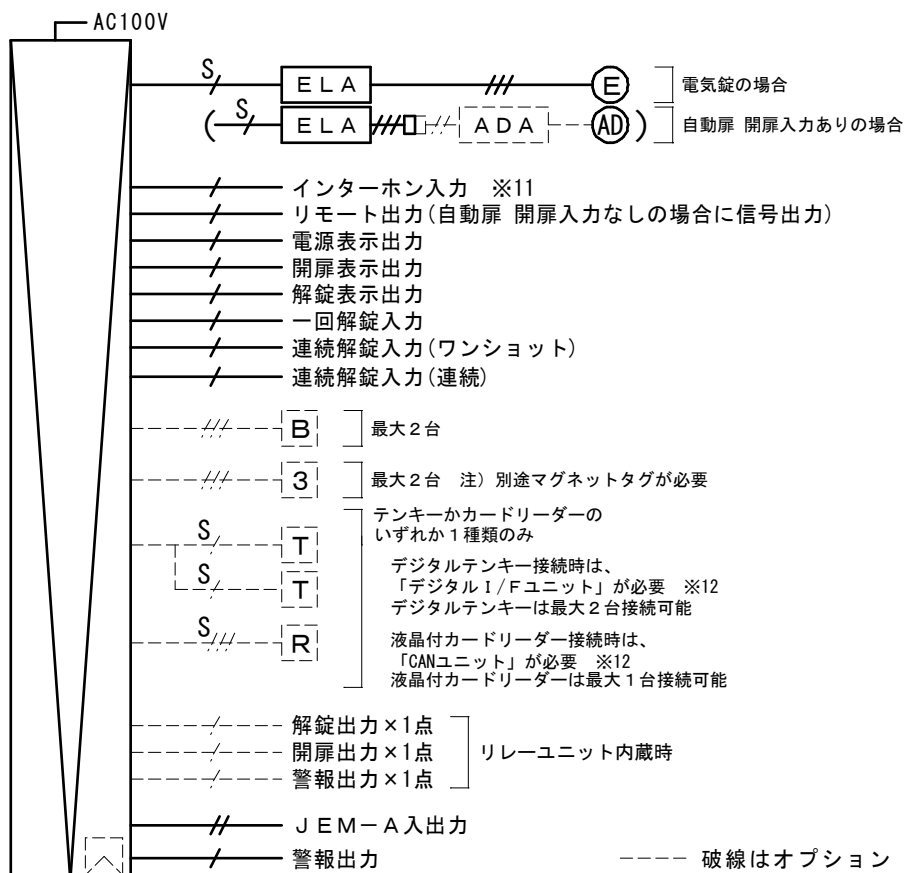 AC100V
S ELA E 電気錠の場合
( S ELA ADA AD ) 自動扉 開扉入力ありの場合
インターホン入力 ※11
リモート出力(自動扉 開扉入力なしの場合に信号出力)
電源表示出力
開扉表示出力
解錠表示出力
一回解錠入力
連続解錠入力(ワンショット)
連続解錠入力(連続)
B 最大2台
3 最大2台 注) 別途マグネットタグが必要
テンキーかカードリーダーの
いずれか1種類のみ
S T
S T
デジタルテンキー接続時は、
「デジタルI/Fユニット」が必要 ※12
デジタルテンキーは最大2台接続可能
S R
液晶付カードリーダー接続時は、
「CANユニット」が必要 ※12
液晶付カードリーダーは最大1台接続可能
解錠出力×1点
開扉出力×1点
警報出力×1点
リレーユニット内蔵時
JEM-A入出力
警報出力
---- 破線はオプション